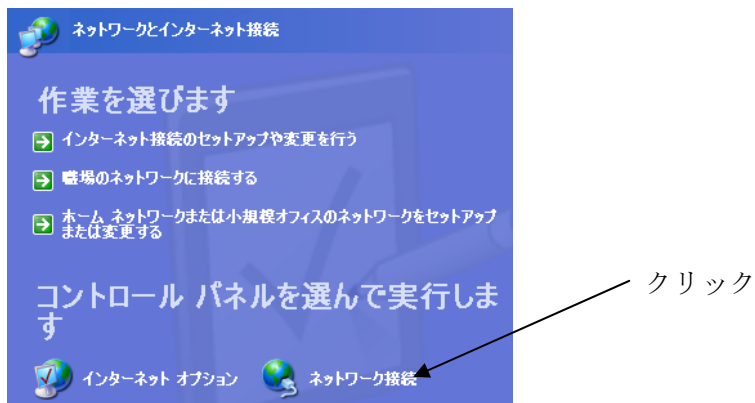 ネットワークとインターネット接続
作業を選びます
インターネット接続のセットアップや変更を行う
職場のネットワークに接続する
ホーム ネットワークまたは小規模オフィスのネットワークをセットアップ
または変更する
コントロール パネルを選んで実行しま
す
クリック
インターネット オプション ネットワーク接続